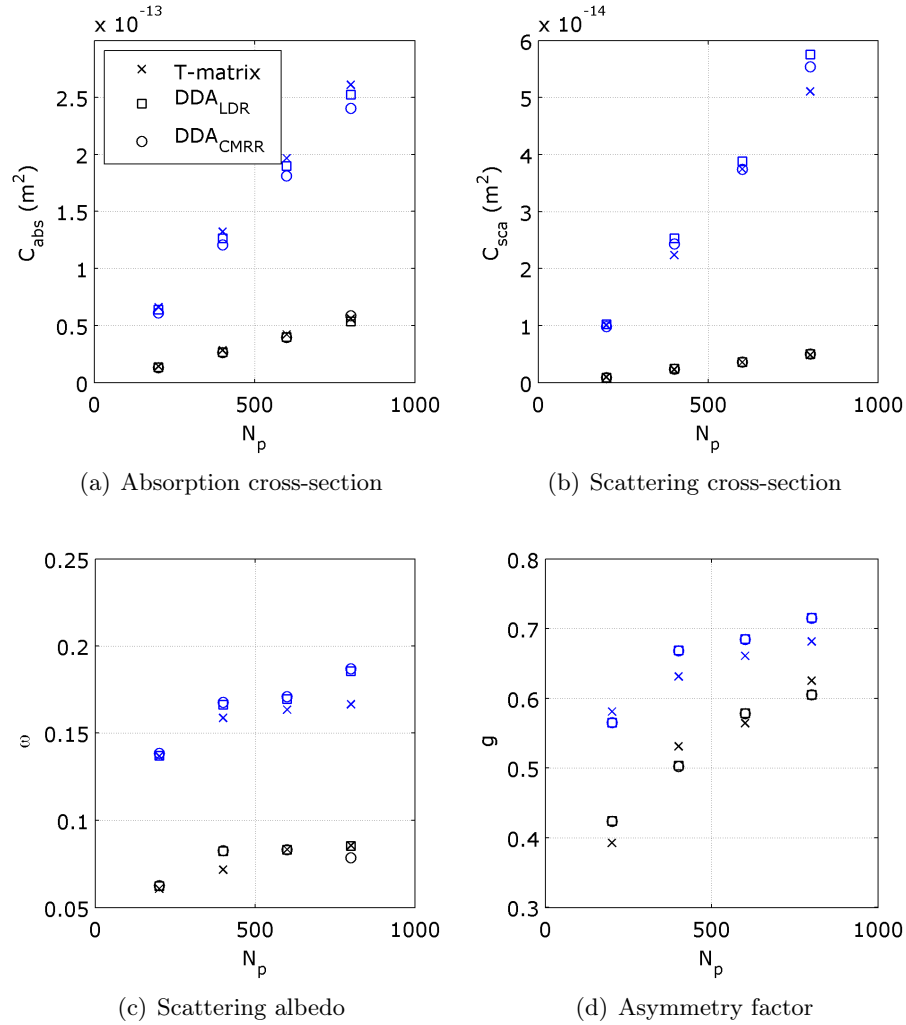 x 10⁻¹³
C_abs (m²)
2.5
2
1.5
1
0.5
0
0 500 1000
N_p
T-matrix
DDA_LDR
DDA_CMRR
(a) Absorption cross-section
x 10⁻¹⁴
C_sca (m²)
6
5
4
3
2
1
0
0 500 1000
N_p
(b) Scattering cross-section
ω
0.25
0.2
0.15
0.1
0.05
0 500 1000
N_p
(c) Scattering albedo
g
0.8
0.7
0.6
0.5
0.4
0.3
0 500 1000
N_p
(d) Asymmetry factor